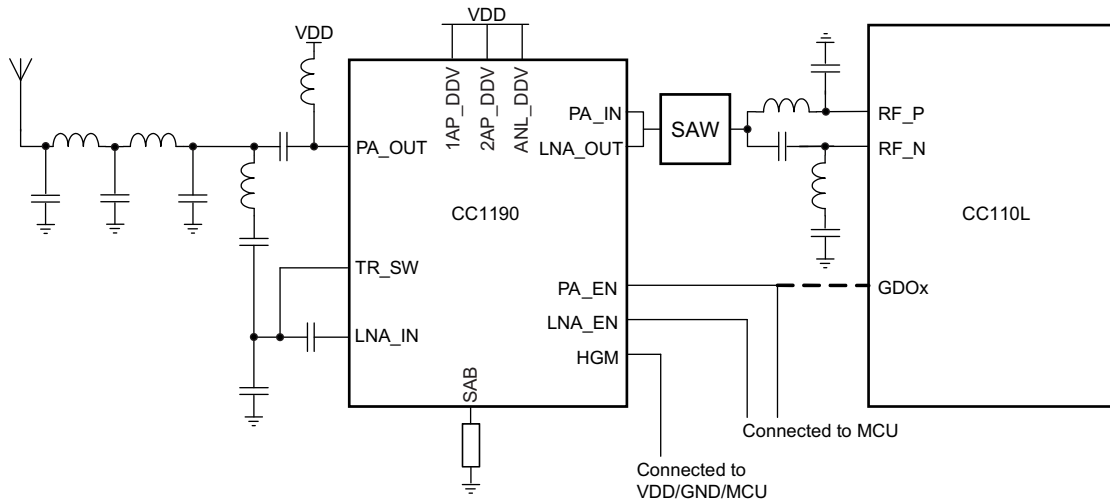 VDD
VDD
1AP_DDV
2AP_DDV
ANL_DDV
PA_OUT
PA_IN
LNA_OUT
SAW
RF_P
RF_N
CC1190
CC110L
TR_SW
PA_EN
GDOx
LNA_EN
LNA_IN
HGM
SAB
Connected to MCU
Connected to
VDD/GND/MCU